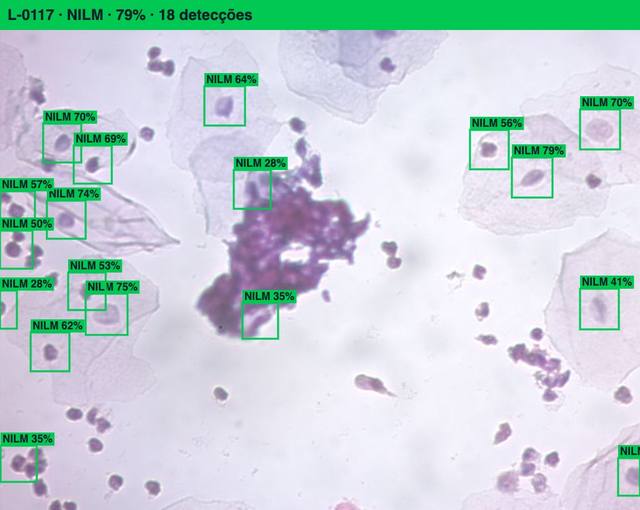 L-0117 · NILM · 79% · 18 detecções
NILM 64%
NILM 70%
NILM 70%
NILM 56%
NILM 69%
NILM 79%
NILM 28%
NILM 57%
NILM 74%
NILM 50%
NILM 53%
NILM 28%
NILM 75%
NILM 41%
NILM 35%
NILM 62%
NILM 35%